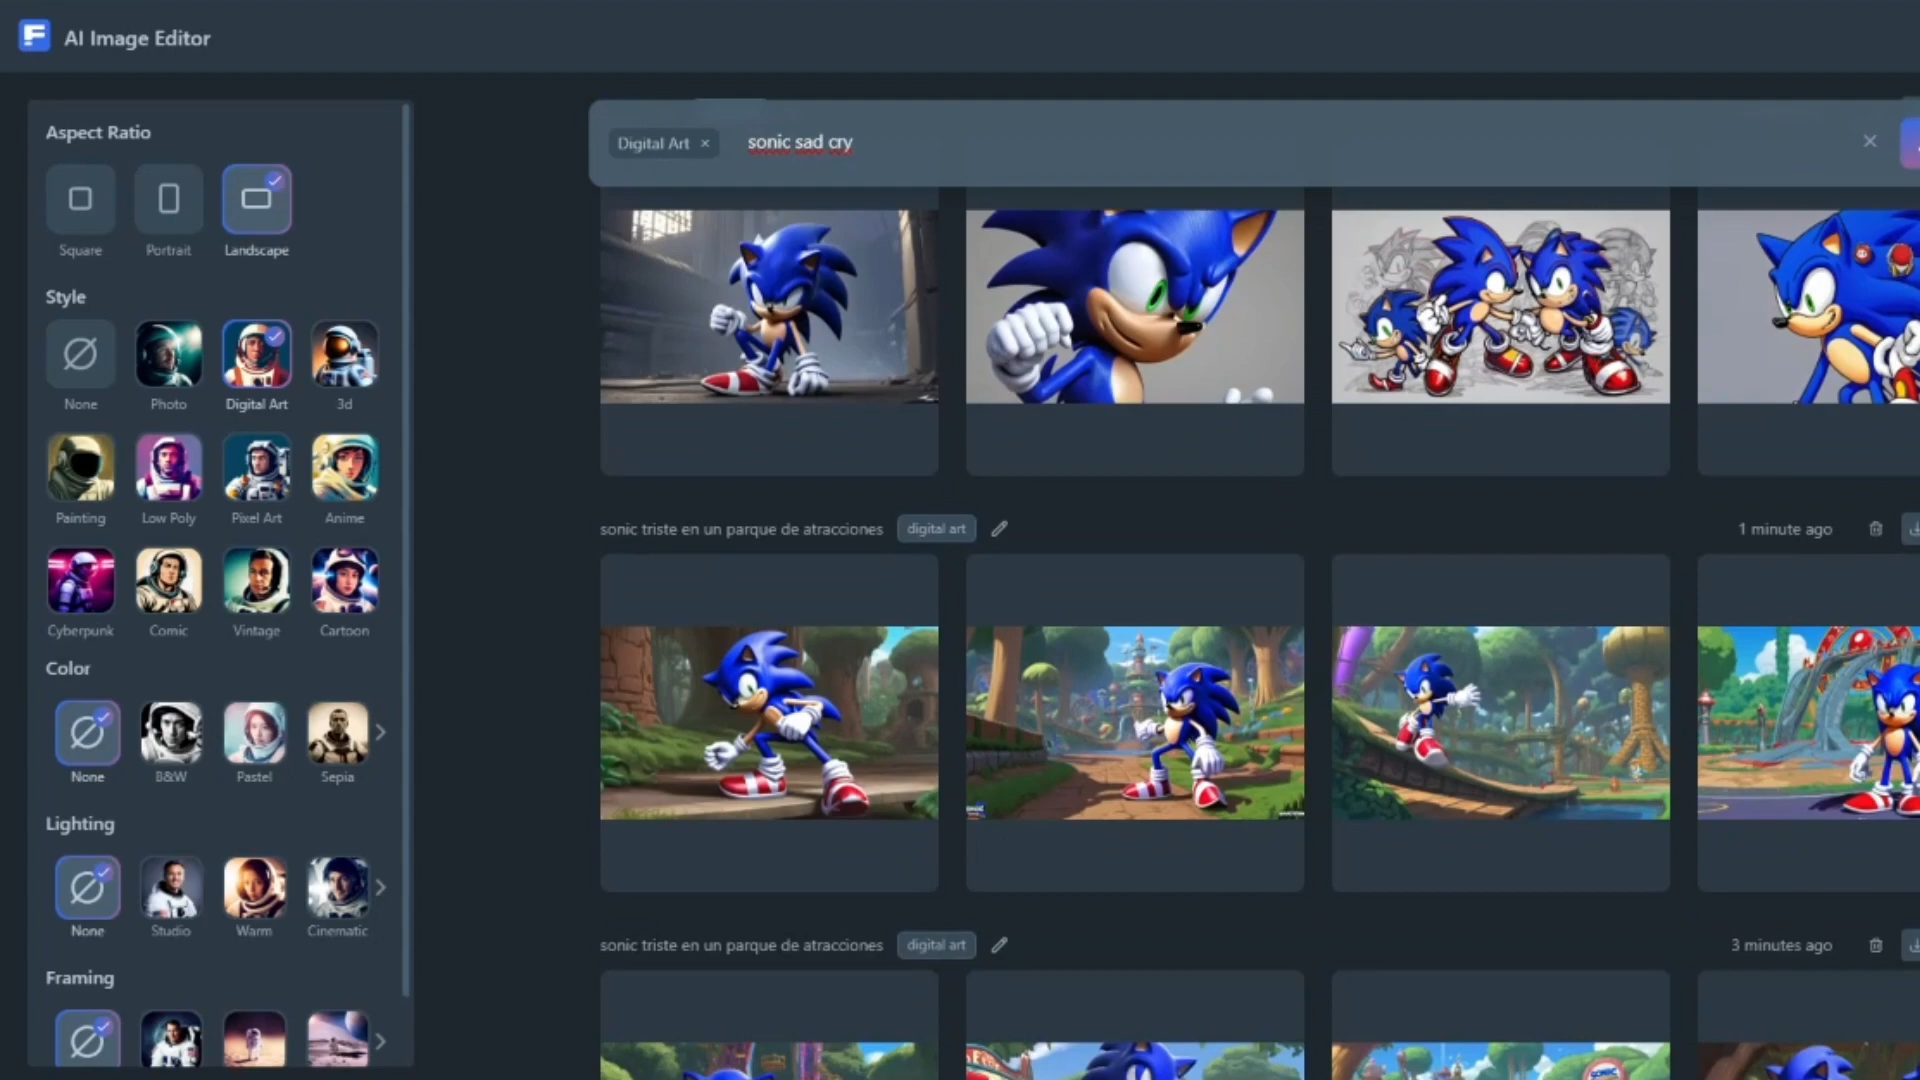 AI Image Editor
Aspect Ratio
Square Portrait Landscape
Style
None Photo Digital Art 3d
Painting Low Poly Pixel Art Anime
Cyberpunk Comic Vintage Cartoon
Color
None B&W Pastel Sepia
Lighting
None Studio Warm Cinematic
Framing
Digital Art × sonic sad cry
sonic triste en un parque de atracciones digital art 1 minute ago
sonic triste en un parque de atracciones digital art 3 minutes ago